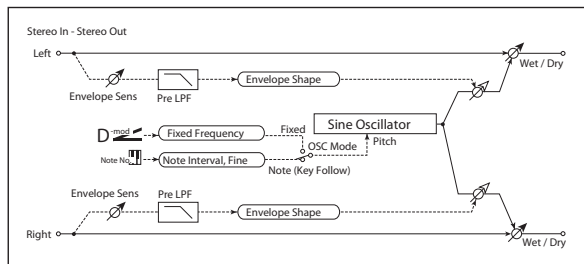 Stereo In - Stereo Out
Left
Wet / Dry
Envelope Sens
Pre LPF
Envelope Shape
D-mod
Fixed Frequency
Fixed
Sine Oscillator
OSC Mode
Pitch
Note No.
Note Interval, Fine
Note (Key Follow)
Envelope Sens
Pre LPF
Envelope Shape
Right
Wet / Dry